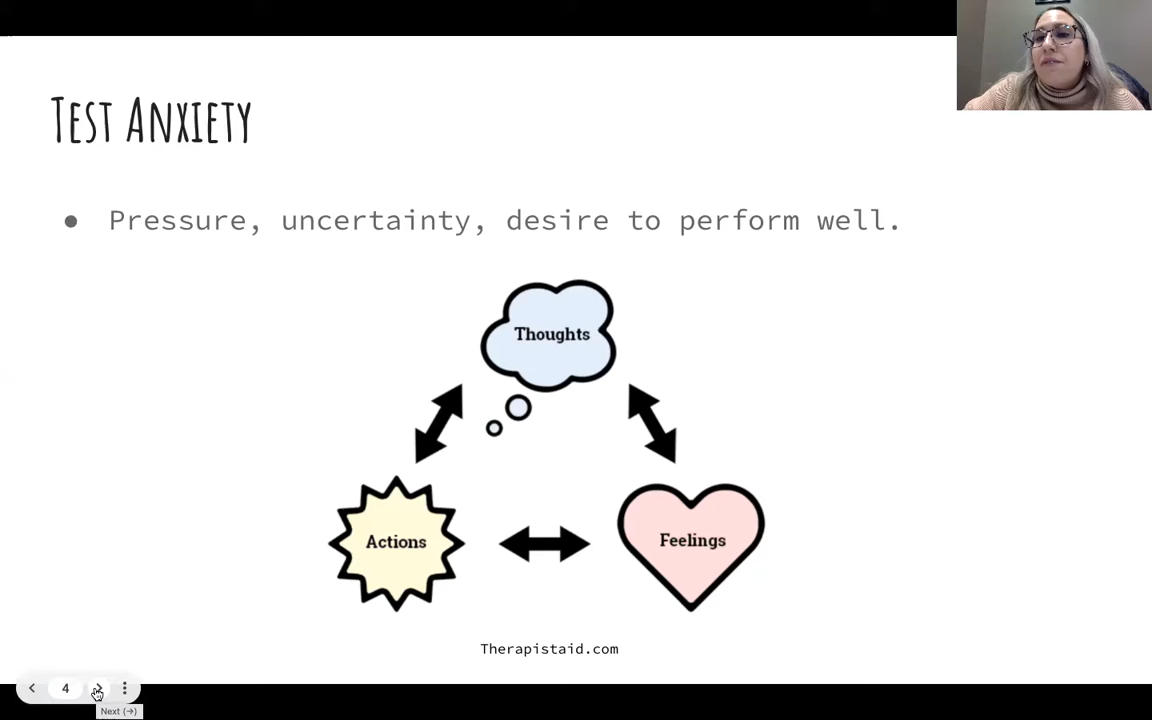 Test Anxiety
● Pressure, uncertainty, desire to perform well.
Thoughts
Actions
Feelings
Therapistaid.com
4
Next (→)